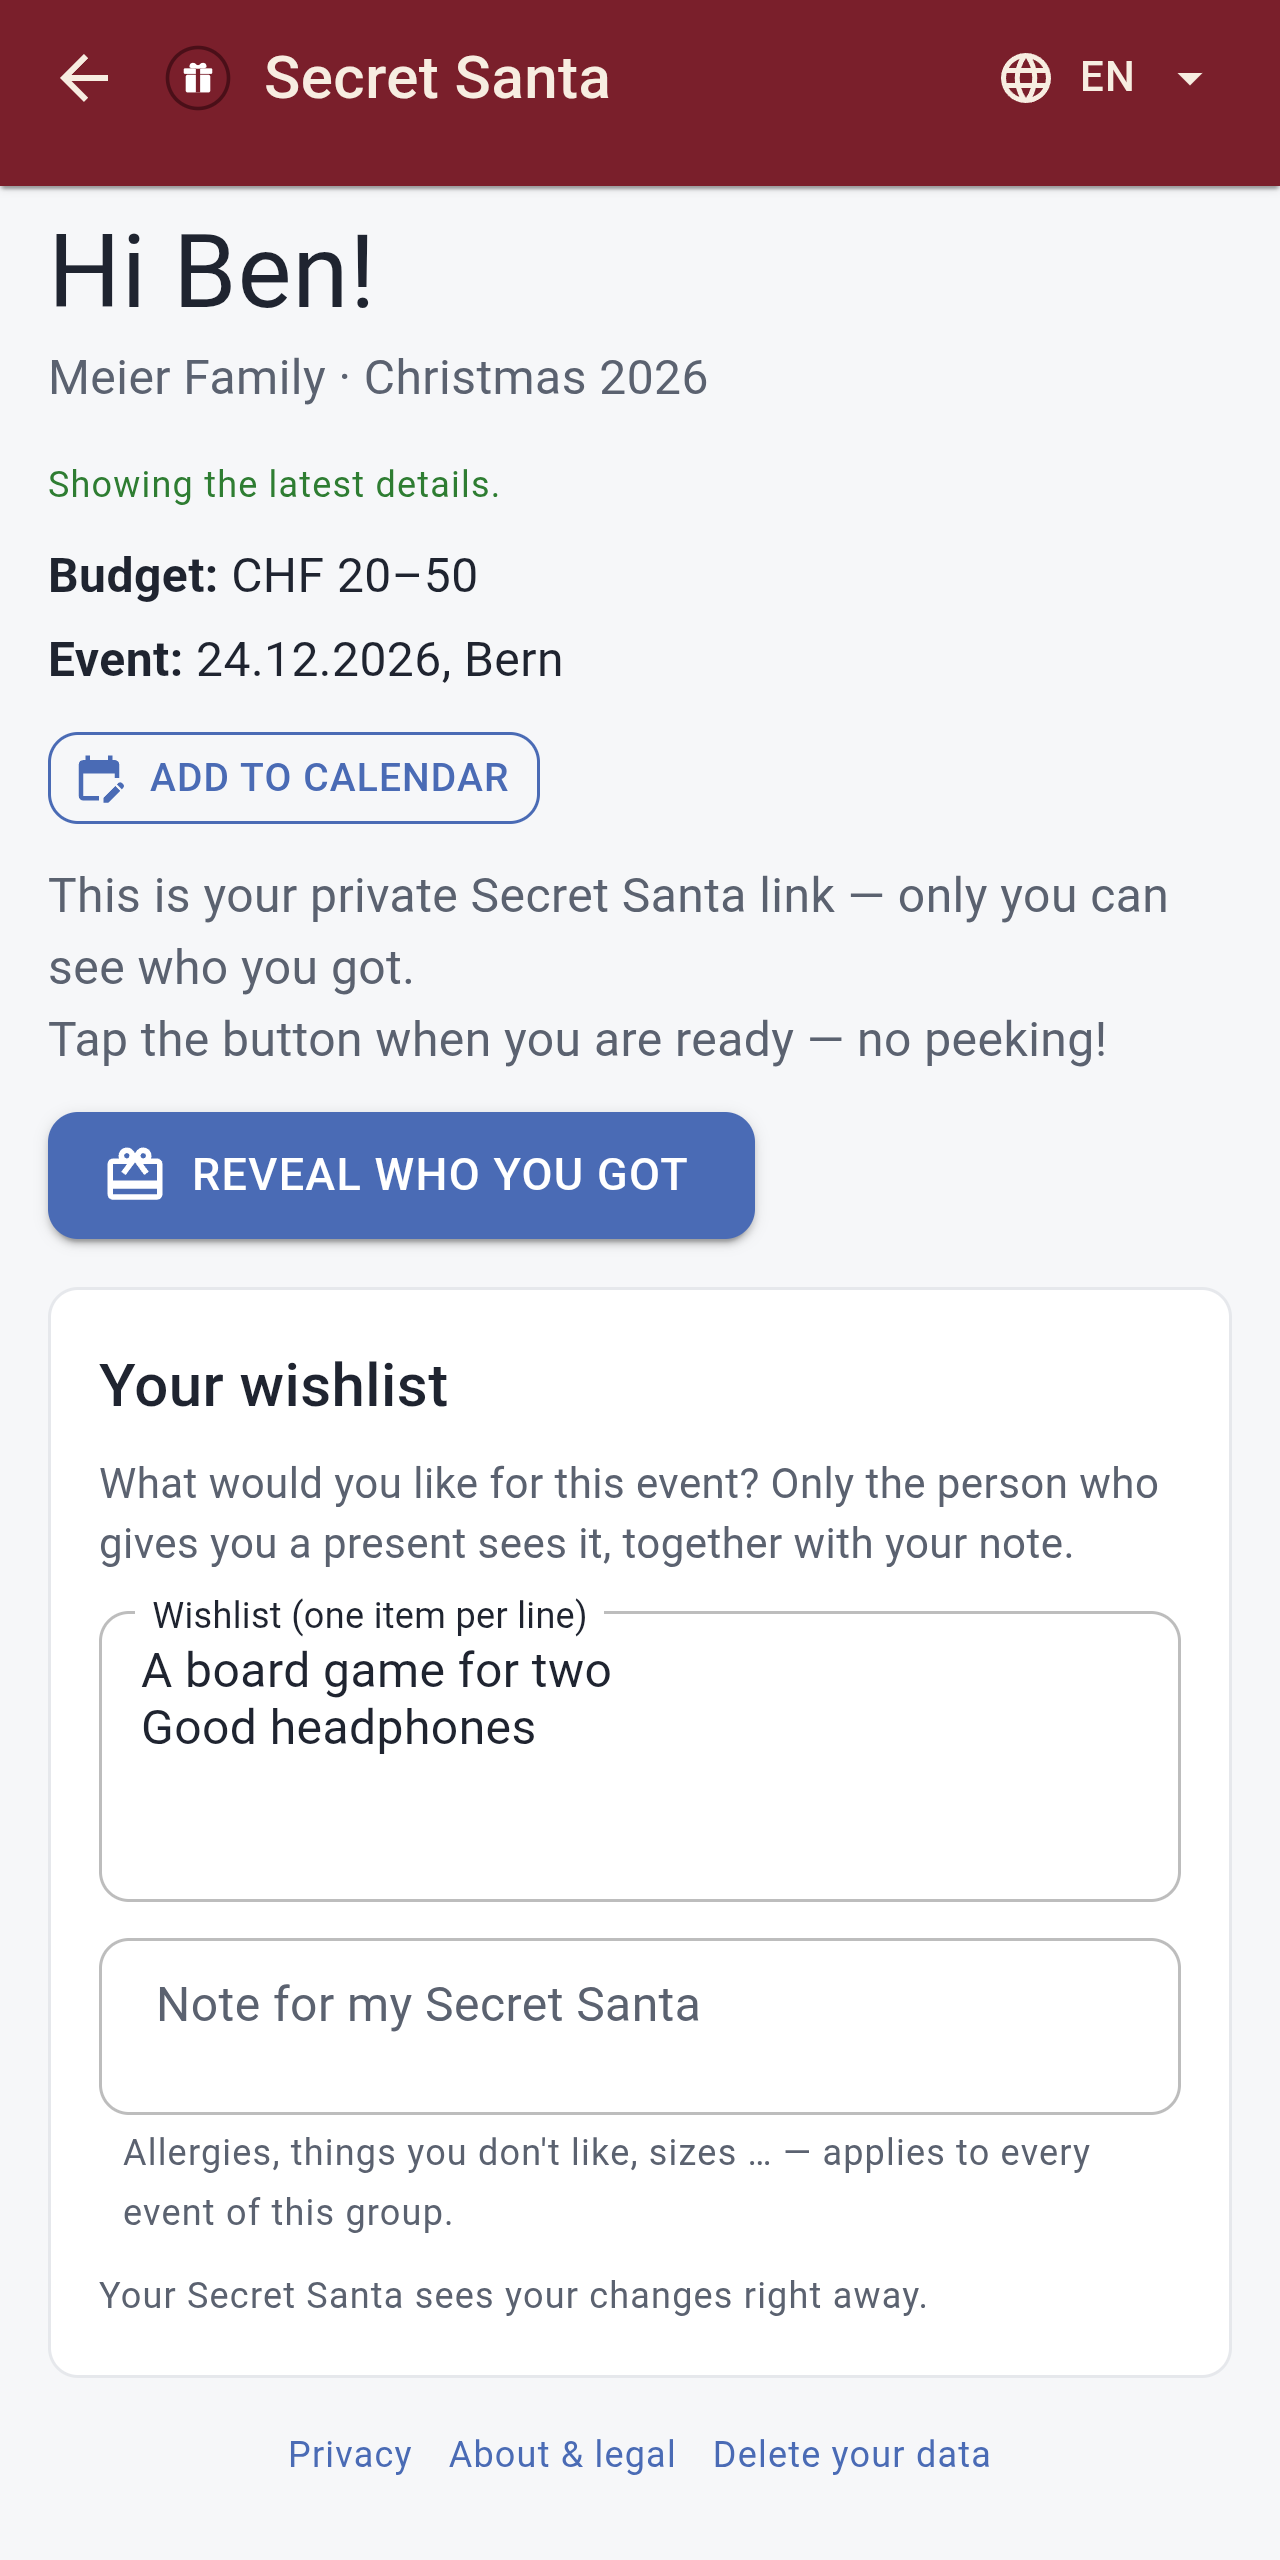 Secret Santa
EN
Hi Ben!
Meier Family · Christmas 2026
Showing the latest details.
Budget: CHF 20–50
Event: 24.12.2026, Bern
ADD TO CALENDAR
This is your private Secret Santa link — only you can
see who you got.
Tap the button when you are ready — no peeking!
REVEAL WHO YOU GOT
Your wishlist
What would you like for this event? Only the person who
gives you a present sees it, together with your note.
Wishlist (one item per line)
A board game for two
Good headphones
Note for my Secret Santa
Allergies, things you don't like, sizes … — applies to every
event of this group.
Your Secret Santa sees your changes right away.
Privacy About & legal Delete your data